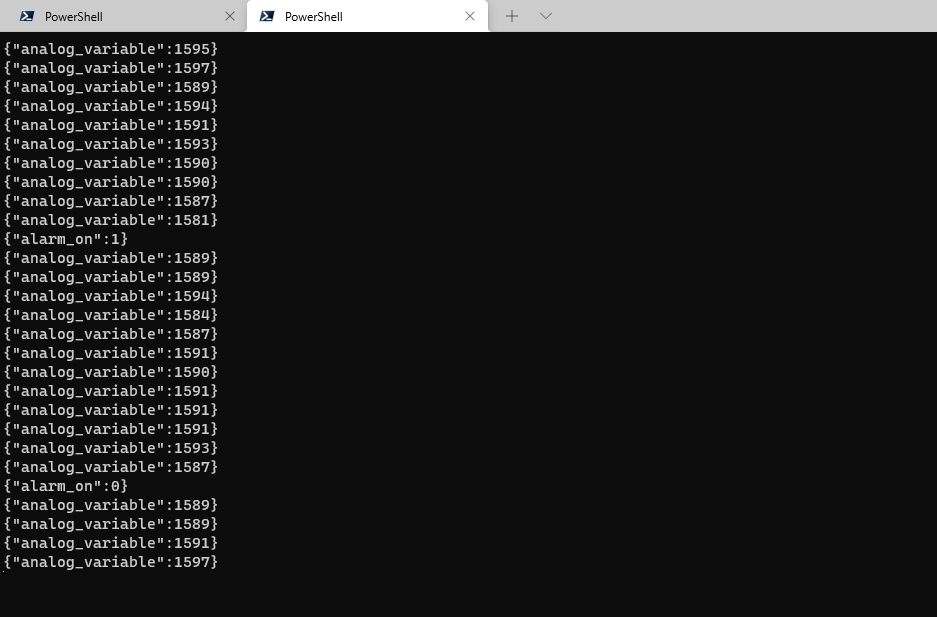 PowerShell
PowerShell
{"analog_variable":1595}
{"analog_variable":1597}
{"analog_variable":1589}
{"analog_variable":1594}
{"analog_variable":1591}
{"analog_variable":1593}
{"analog_variable":1590}
{"analog_variable":1590}
{"analog_variable":1587}
{"analog_variable":1581}
{"alarm_on":1}
{"analog_variable":1589}
{"analog_variable":1589}
{"analog_variable":1594}
{"analog_variable":1584}
{"analog_variable":1587}
{"analog_variable":1591}
{"analog_variable":1590}
{"analog_variable":1591}
{"analog_variable":1591}
{"analog_variable":1591}
{"analog_variable":1593}
{"analog_variable":1587}
{"alarm_on":0}
{"analog_variable":1589}
{"analog_variable":1589}
{"analog_variable":1591}
{"analog_variable":1597}